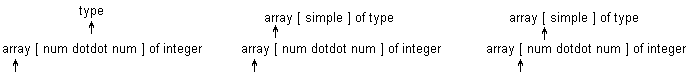 type
array [ num dotdot num ] of integer
array [ simple ] of type
array [ num dotdot num ] of integer
array [ simple ] of type
array [ num dotdot num ] of integer